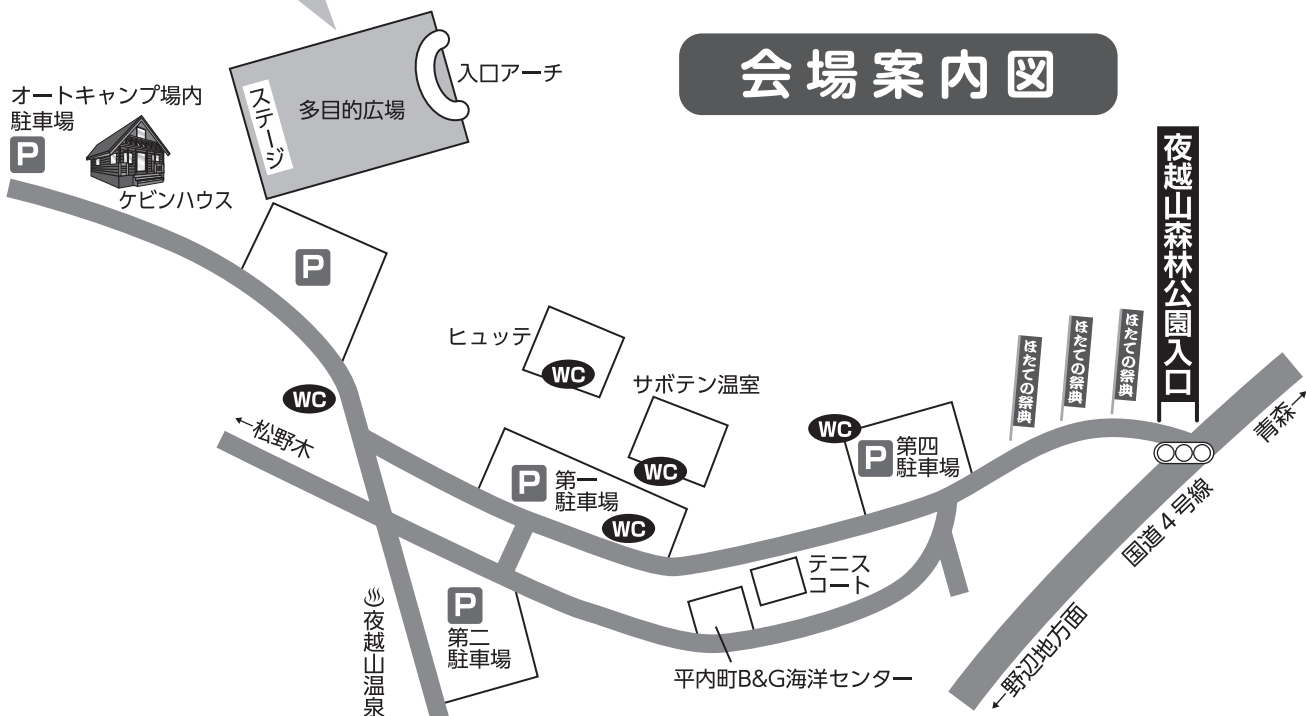 会場案内図
入口アーチ
多目的広場
ステージ
オートキャンプ場内
駐車場
P
ケビンハウス
P
夜越山森林公園入口
ほたての祭典
ほたての祭典
ほたての祭典
ヒュッテ
WC
サボテン温室
WC
WC
←松野木
WC
P
第四
駐車場
青森→
P
第一
駐車場
WC
国道4号線
テニス
コート
P
第二
駐車場
♨夜越山温泉
平内町B&G海洋センター
←野辺地方面